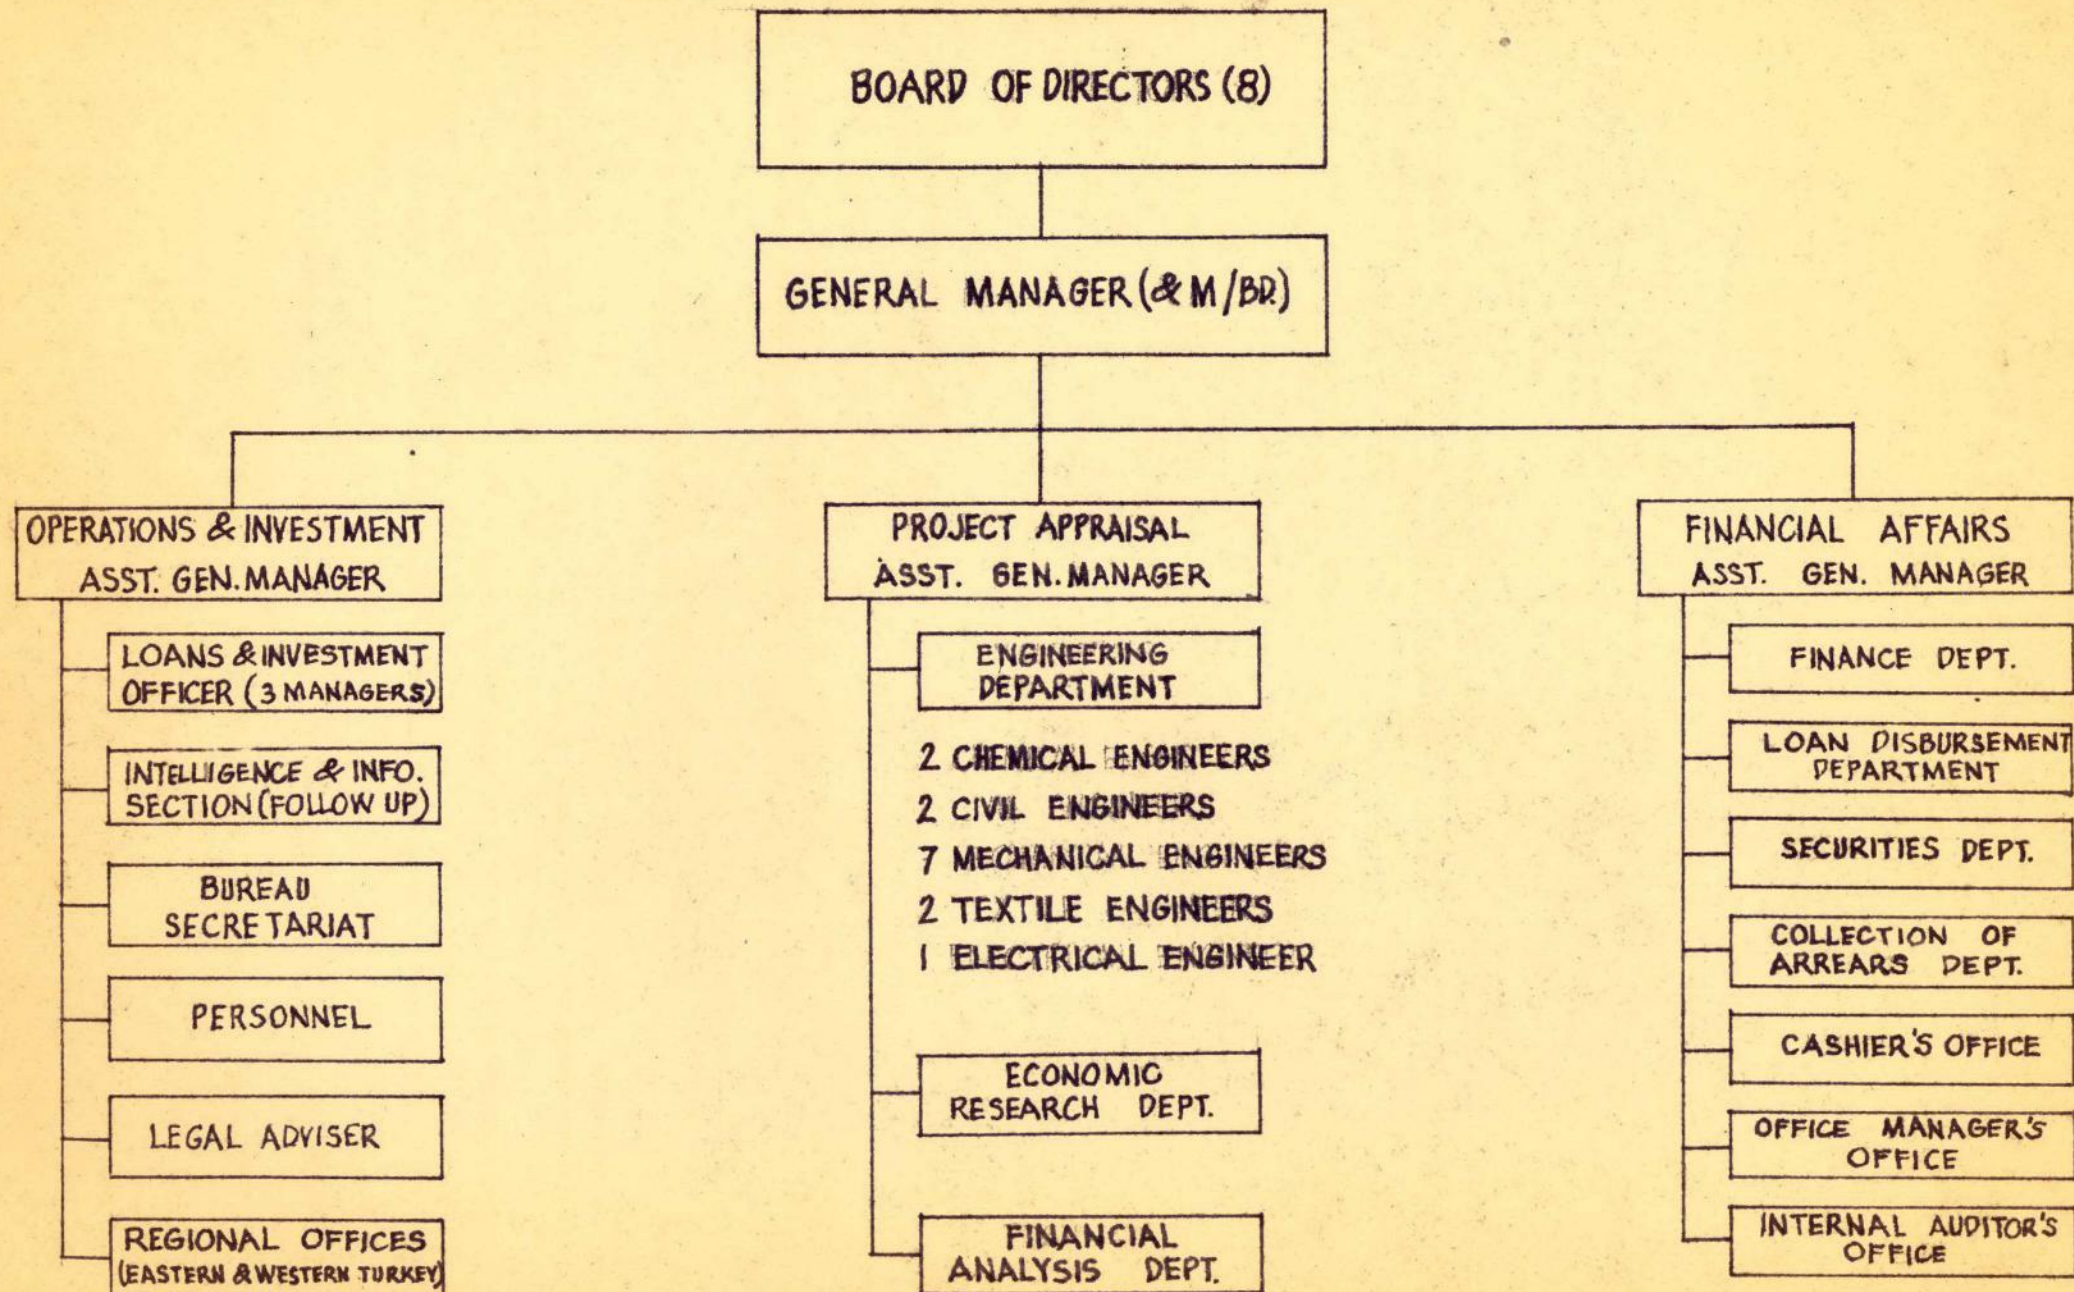 BOARD OF DIRECTORS (8)
GENERAL MANAGER (& M/BD.)
OPERATIONS & INVESTMENT
ASST. GEN. MANAGER
LOANS & INVESTMENT
OFFICER (3 MANAGERS)
INTELLIGENCE & INFO.
SECTION (FOLLOW UP)
BUREAU
SECRETARIAT
PERSONNEL
LEGAL ADVISER
REGIONAL OFFICES
(EASTERN & WESTERN TURKEY)
PROJECT APPRAISAL
ASST. GEN. MANAGER
ENGINEERING
DEPARTMENT
2 CHEMICAL ENGINEERS
2 CIVIL ENGINEERS
7 MECHANICAL ENGINEERS
2 TEXTILE ENGINEERS
1 ELECTRICAL ENGINEER
ECONOMIC
RESEARCH DEPT.
FINANCIAL
ANALYSIS DEPT.
FINANCIAL AFFAIRS
ASST. GEN. MANAGER
FINANCE DEPT.
LOAN DISBURSEMENT
DEPARTMENT
SECURITIES DEPT.
COLLECTION OF
ARREARS DEPT.
CASHIER'S OFFICE
OFFICE MANAGER'S
OFFICE
INTERNAL AUDITOR'S
OFFICE